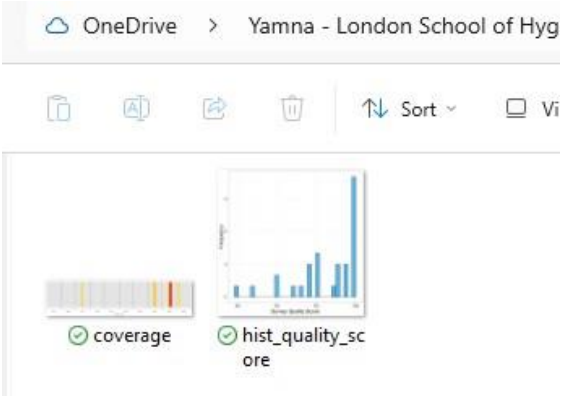 OneDrive > Yamna - London School of Hyg
Sort Vi
coverage
hist_quality_sc
ore